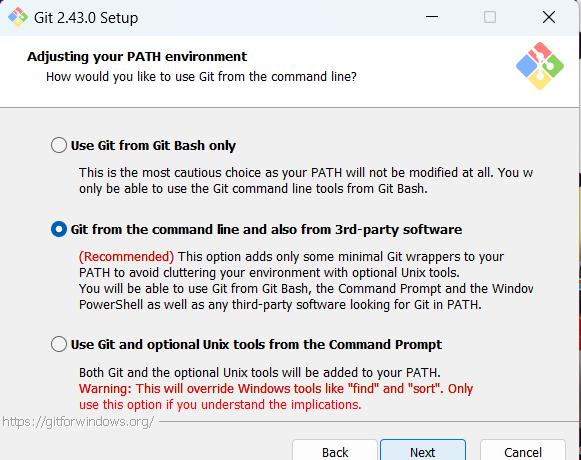 Git 2.43.0 Setup
Adjusting your PATH environment
How would you like to use Git from the command line?
Use Git from Git Bash only
This is the most cautious choice as your PATH will not be modified at all. You w
only be able to use the Git command line tools from Git Bash.
Git from the command line and also from 3rd-party software
(Recommended) This option adds only some minimal Git wrappers to your
PATH to avoid cluttering your environment with optional Unix tools.
You will be able to use Git from Git Bash, the Command Prompt and the Window
PowerShell as well as any third-party software looking for Git in PATH.
Use Git and optional Unix tools from the Command Prompt
Both Git and the optional Unix tools will be added to your PATH.
Warning: This will override Windows tools like "find" and "sort". Only
use this option if you understand the implications.
https://gitforwindows.org/
Back Next Cancel